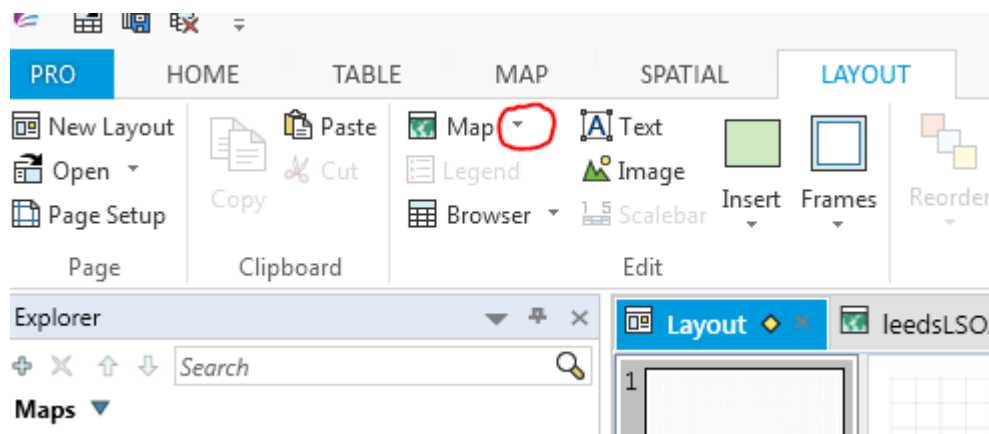 PRO HOME TABLE MAP SPATIAL LAYOUT
New Layout Paste Map Text
Open Cut Legend Image
Page Setup Copy Browser Scalebar Insert Frames Reorder
Page Clipboard Edit
Explorer Layout leedsLSO
Search
1
Maps